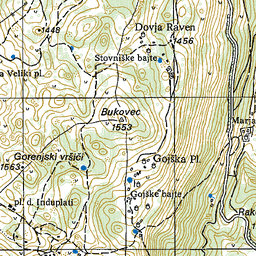 Dovja Raven
1448
1456
Stovniške bajte
Veliki pl.
Bukovec
1553
Marja
Gorenjski vršiči
1563
Gojška Pl.
Gojške bajte
pl. d. Induplati
Rak